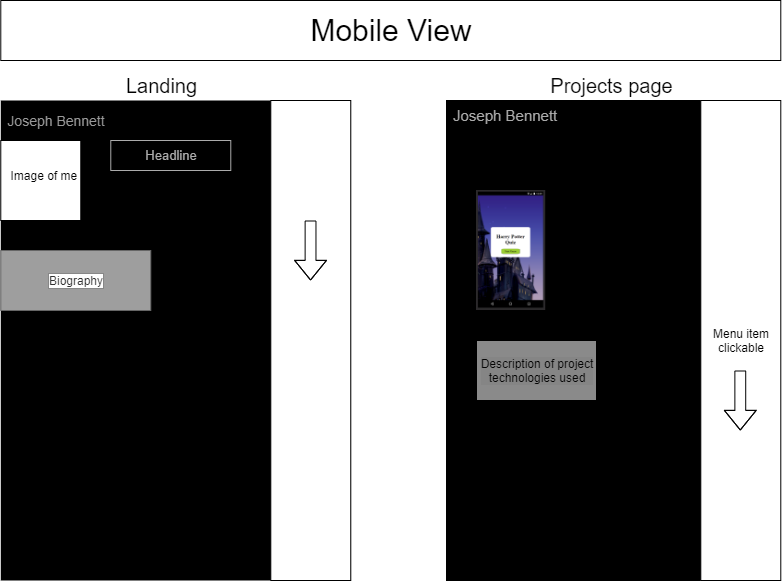 Mobile View
Landing
Projects page
Joseph Bennett
Joseph Bennett
Headline
Image of me
Biography
Harry Potter
Quiz
Menu item
clickable
Description of project
technologies used